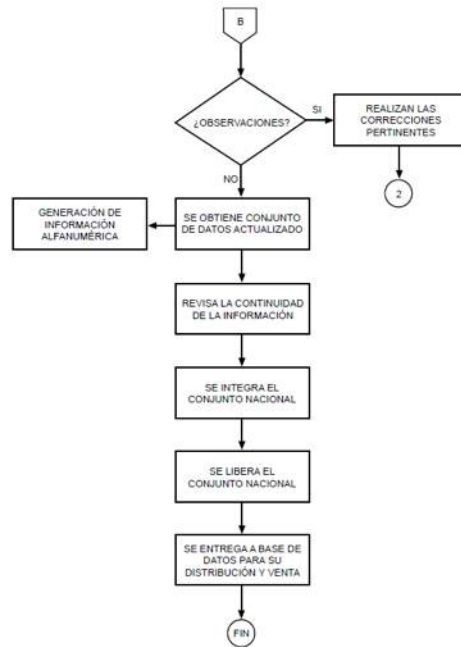 B
¿OBSERVACIONES?
SI
REALIZAN LAS
CORRECCIONES
PERTINENTES
2
NO
SE OBTIENE CONJUNTO
DE DATOS ACTUALIZADO
GENERACIÓN DE
INFORMACIÓN
ALFANUMÉRICA
REVISA LA CONTINUIDAD
DE LA INFORMACIÓN
SE INTEGRA EL
CONJUNTO NACIONAL
SE LIBERA EL
CONJUNTO NACIONAL
SE ENTREGA A BASE DE
DATOS PARA SU
DISTRIBUCIÓN Y VENTA
FIN